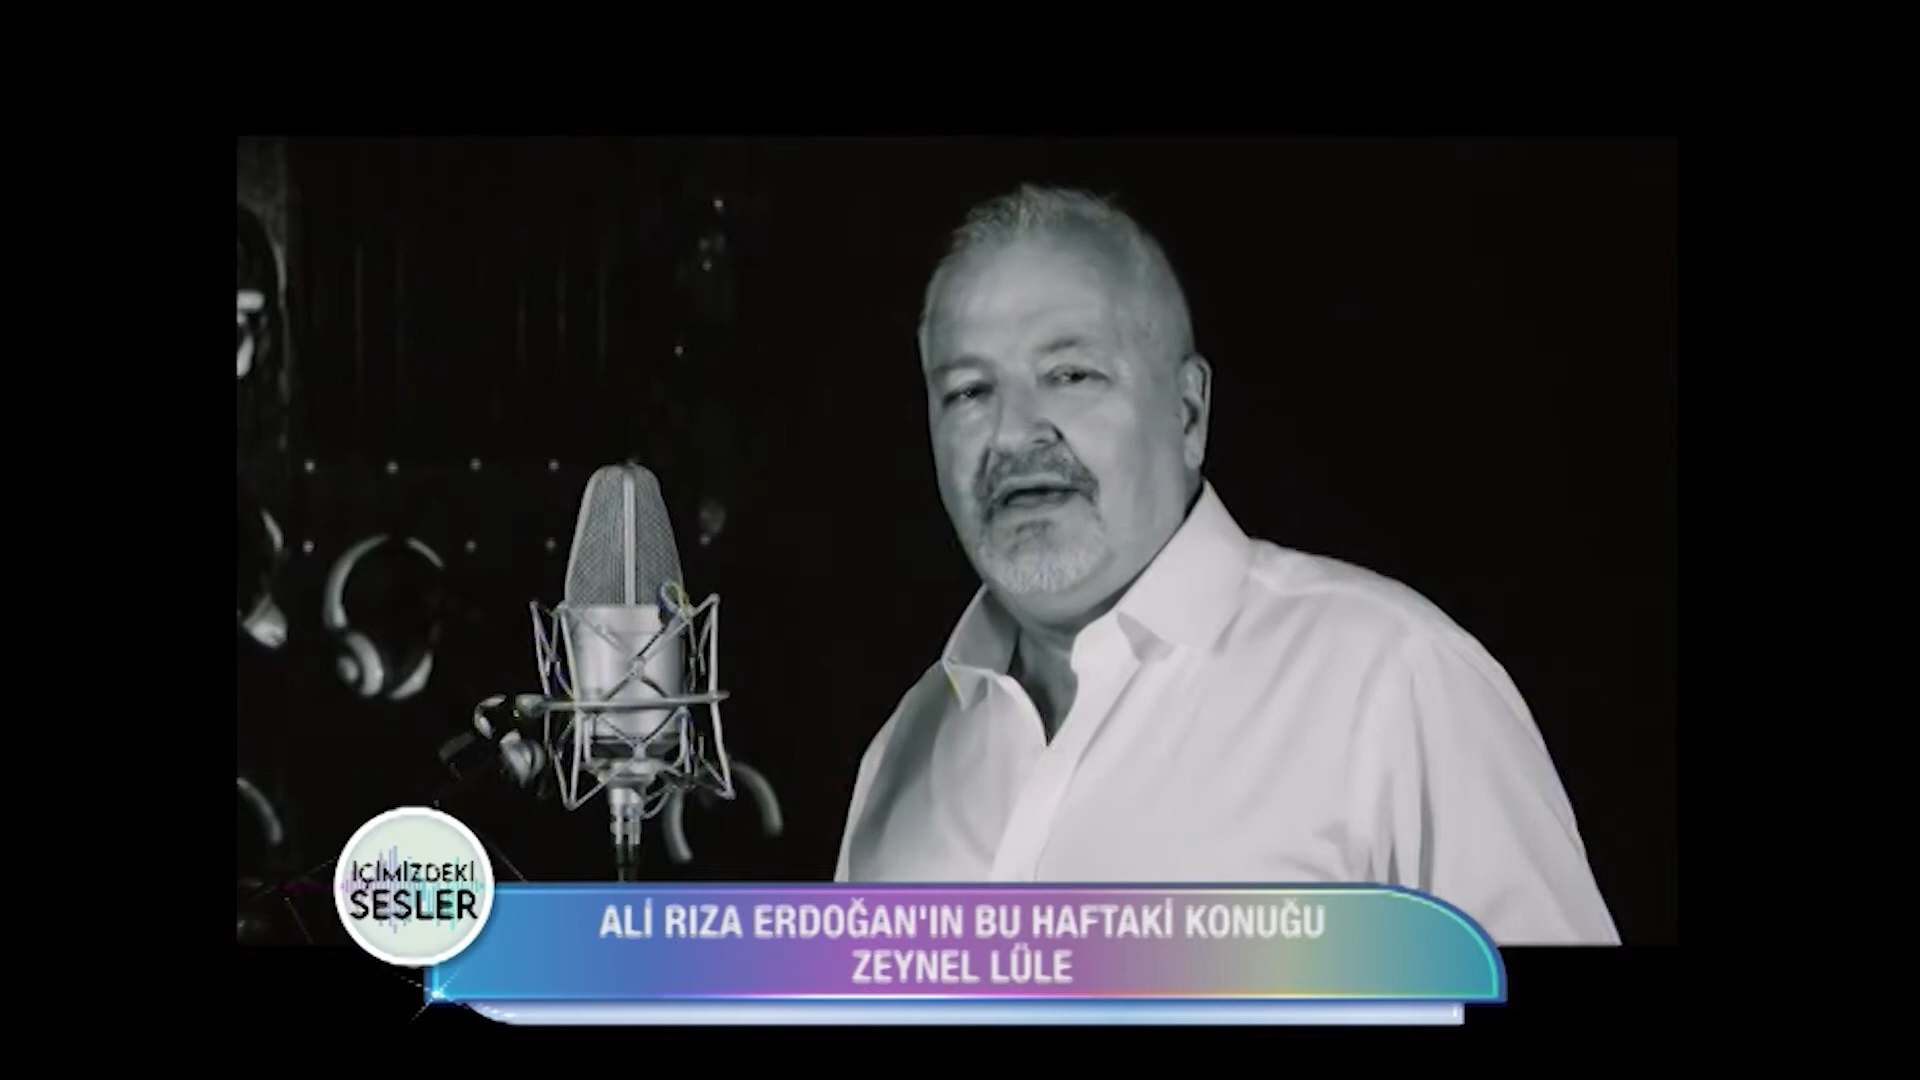 İÇİMİZDEKİ
SESLER
ALİ RIZA ERDOĞAN'IN BU HAFTAKİ KONUĞU
ZEYNEL LÜLE